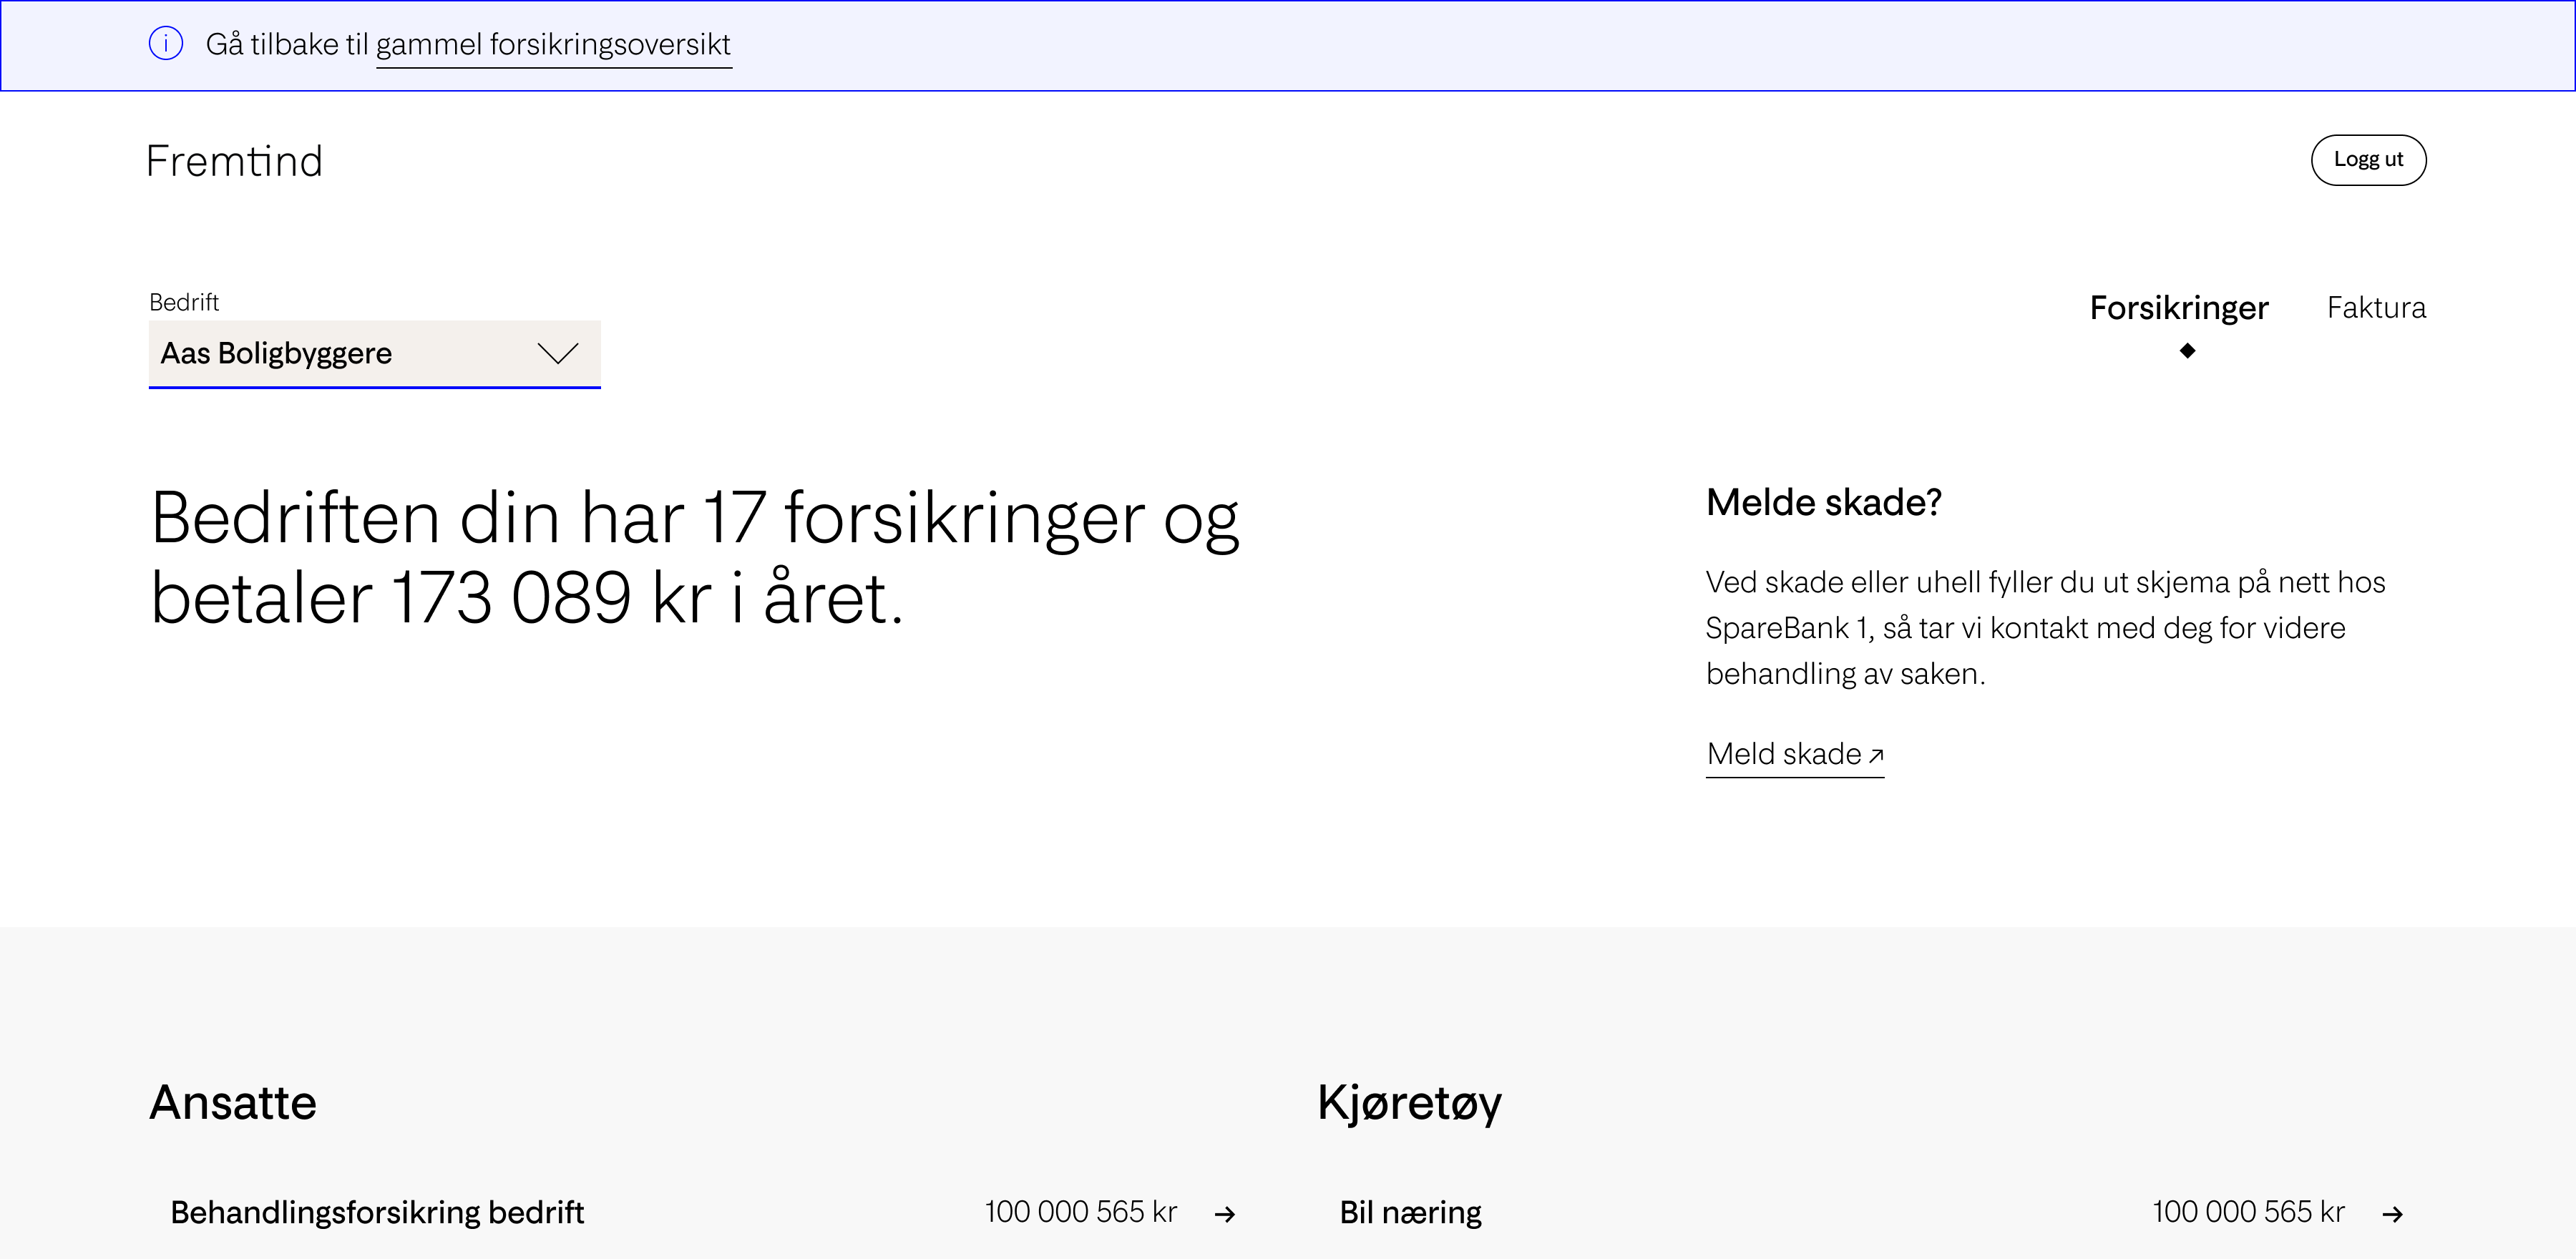 Gå tilbake til gammel forsikringsoversikt
Fremtind
Logg ut
Bedrift
Aas Boligbyggere
Forsikringer
Faktura
Bedriften din har 17 forsikringer og
betaler 173 089 kr i året.
Melde skade?
Ved skade eller uhell fyller du ut skjema på nett hos
SpareBank 1, så tar vi kontakt med deg for videre
behandling av saken.
Meld skade ↗
Ansatte
Behandlingsforsikring bedrift 100 000 565 kr →
Kjøretøy
Bil næring 100 000 565 kr →